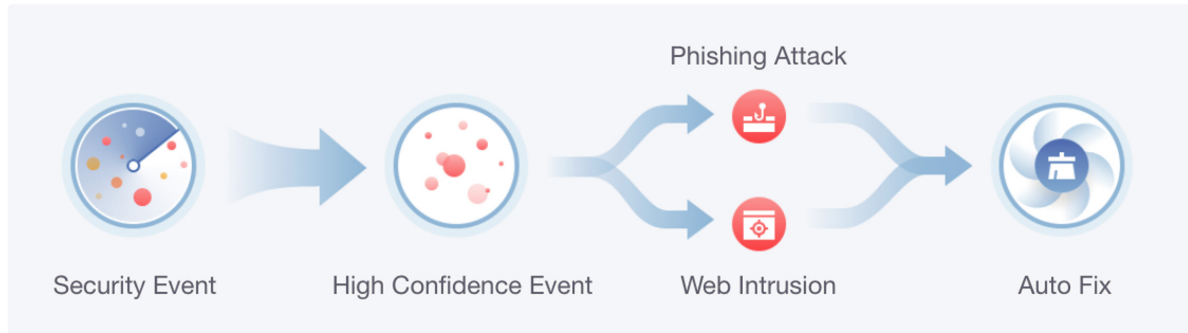 Phishing Attack
Security Event
High Confidence Event
Web Intrusion
Auto Fix